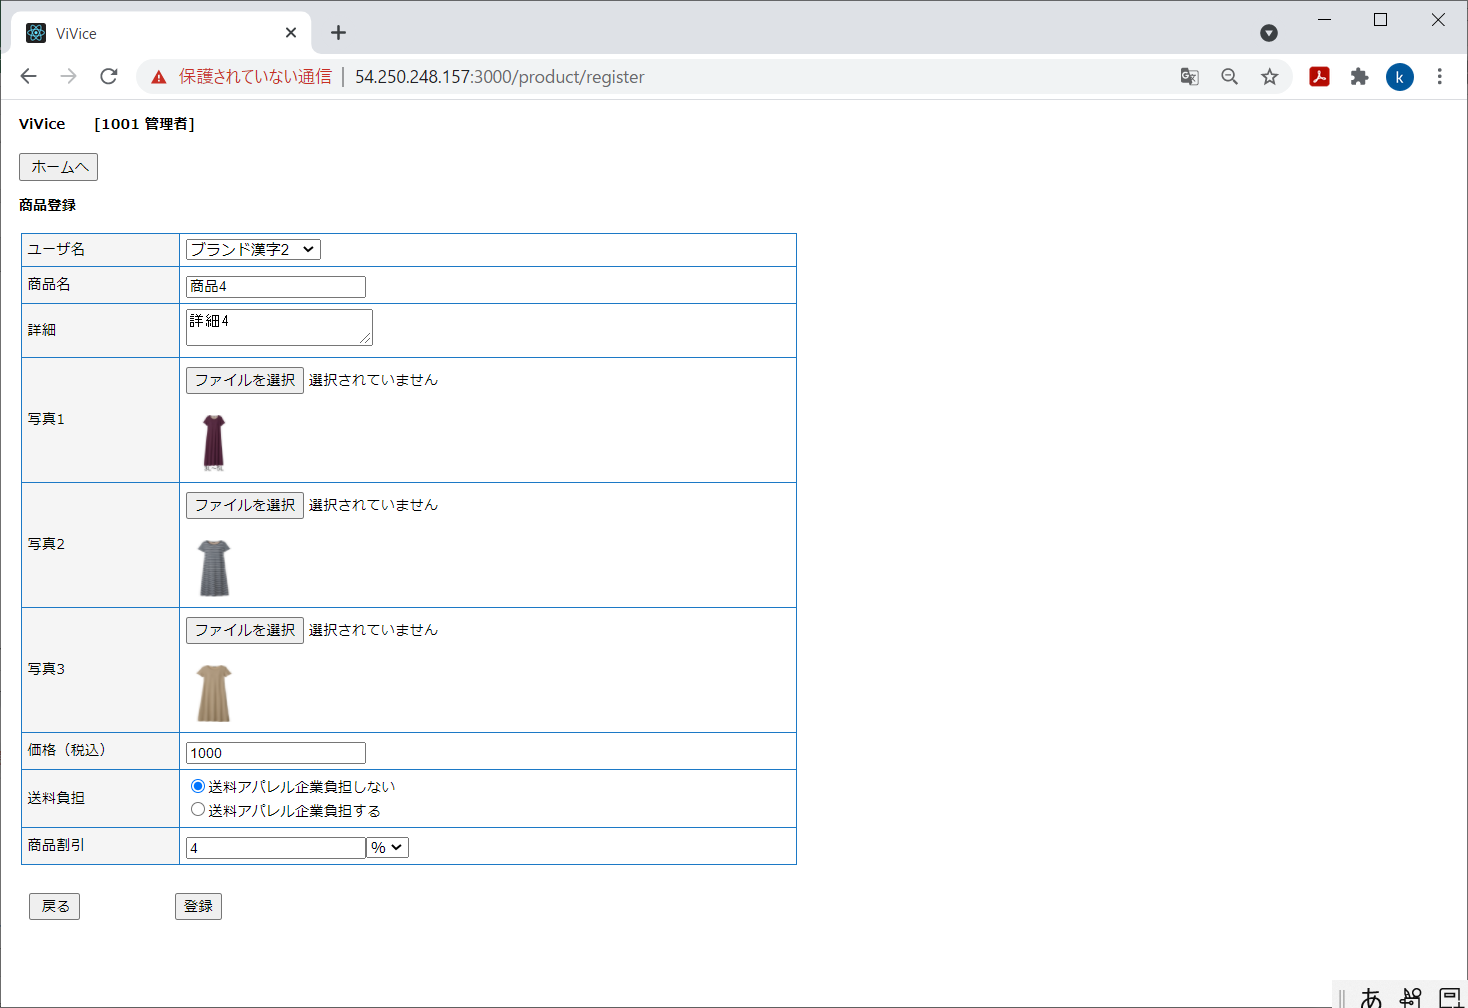 ViVice
保護されていない通信 | 54.250.248.157:3000/product/register
k
ViVice [1001 管理者]
ホームへ
商品登録
ユーザ名 ブランド漢字2
商品名 商品4
詳細 詳細4
写真1 ファイルを選択 選択されていません
写真2 ファイルを選択 選択されていません
写真3 ファイルを選択 選択されていません
価格（税込） 1000
送料負担 送料アパレル企業負担しない
送料アパレル企業負担する
商品割引 4 %
戻る 登録
あ